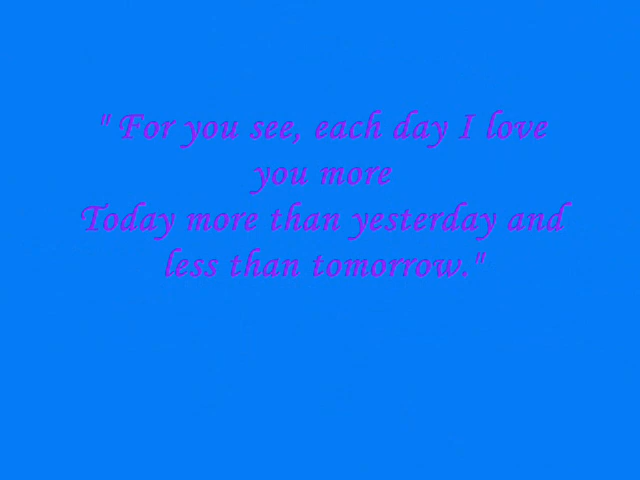 " For you see, each day I love
you more
Today more than yesterday and
less than tomorrow."